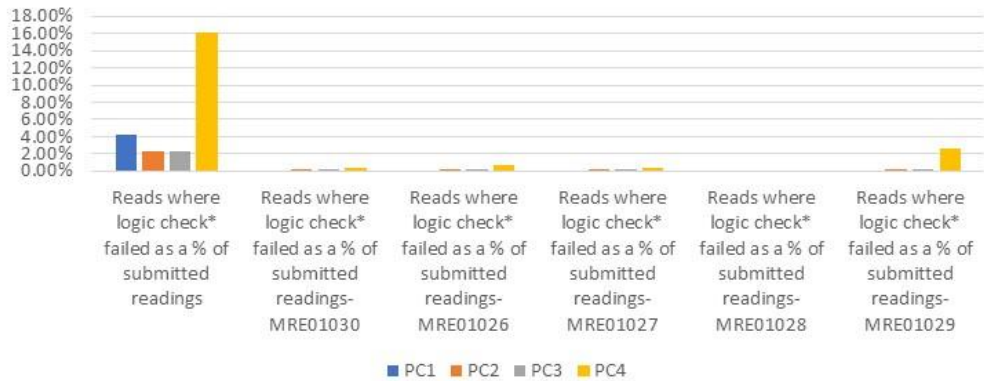 18.00%
16.00%
14.00%
12.00%
10.00%
8.00%
6.00%
4.00%
2.00%
0.00%
Reads where
logic check*
failed as a % of
submitted
readings
Reads where
logic check*
failed as a % of
submitted
readings-
MRE01030
Reads where
logic check*
failed as a % of
submitted
readings-
MRE01026
Reads where
logic check*
failed as a % of
submitted
readings-
MRE01027
Reads where
logic check*
failed as a % of
submitted
readings-
MRE01028
Reads where
logic check*
failed as a % of
submitted
readings-
MRE01029
PC1 PC2 PC3 PC4